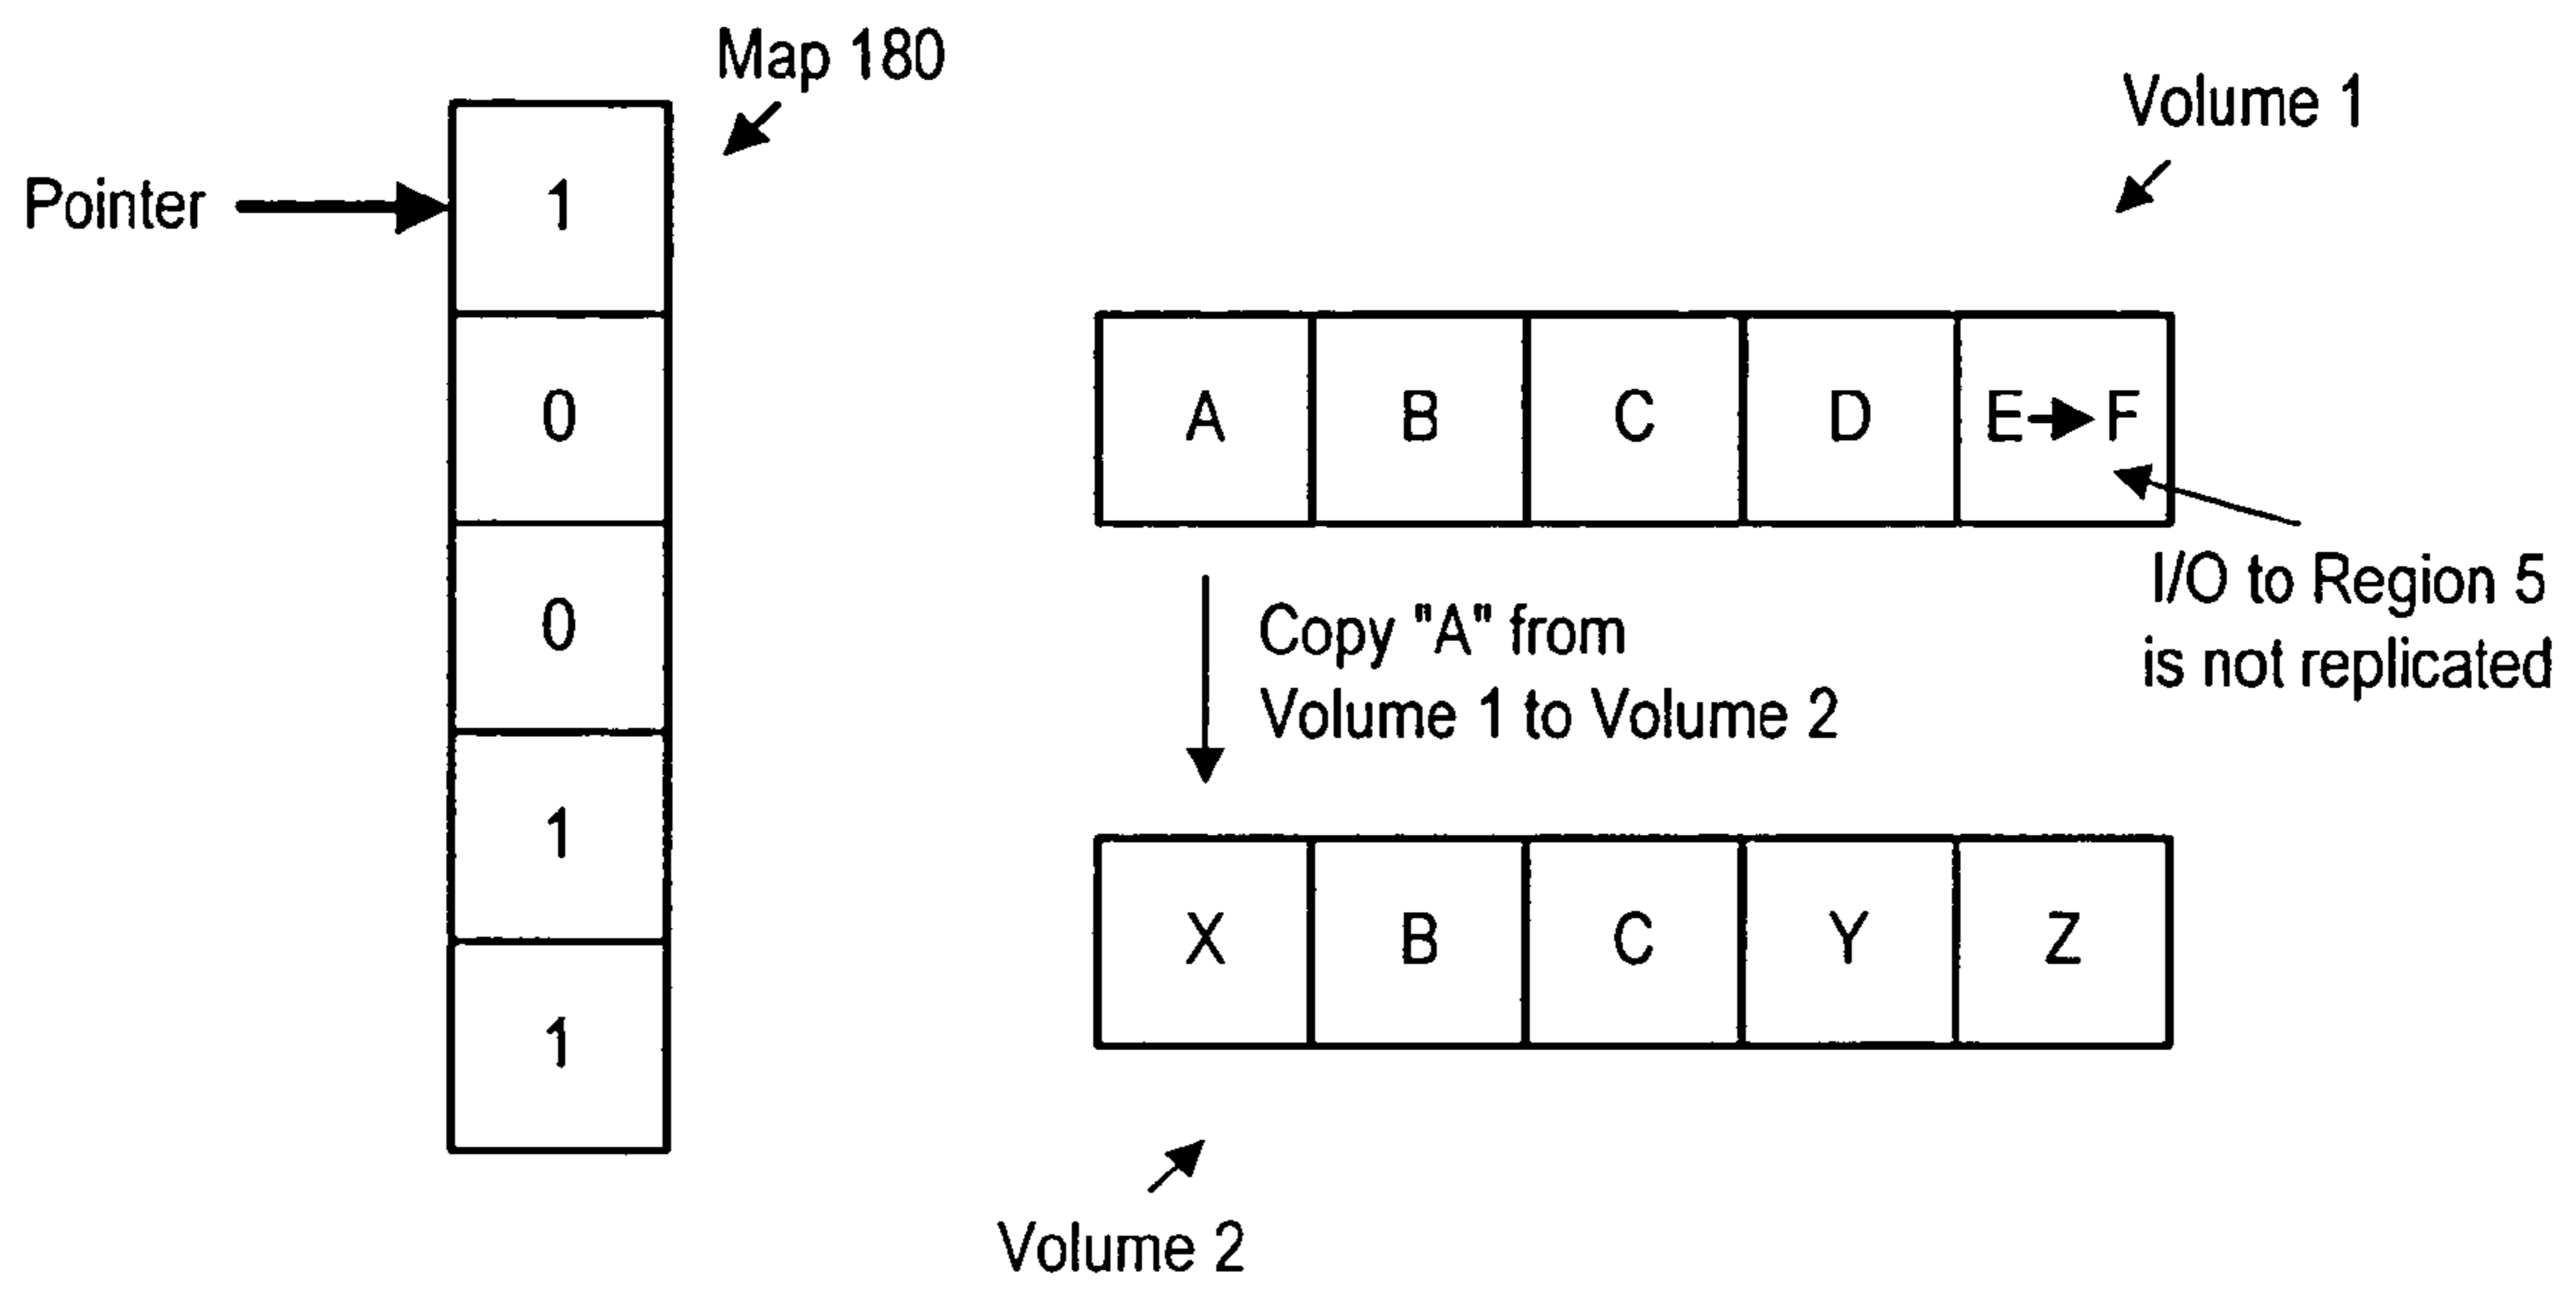 Map 180
Volume 1
Pointer
1
0
0
1
1
A B C D E F
I/O to Region 5
is not replicated
Copy "A" from
Volume 1 to Volume 2
X B C Y Z
Volume 2